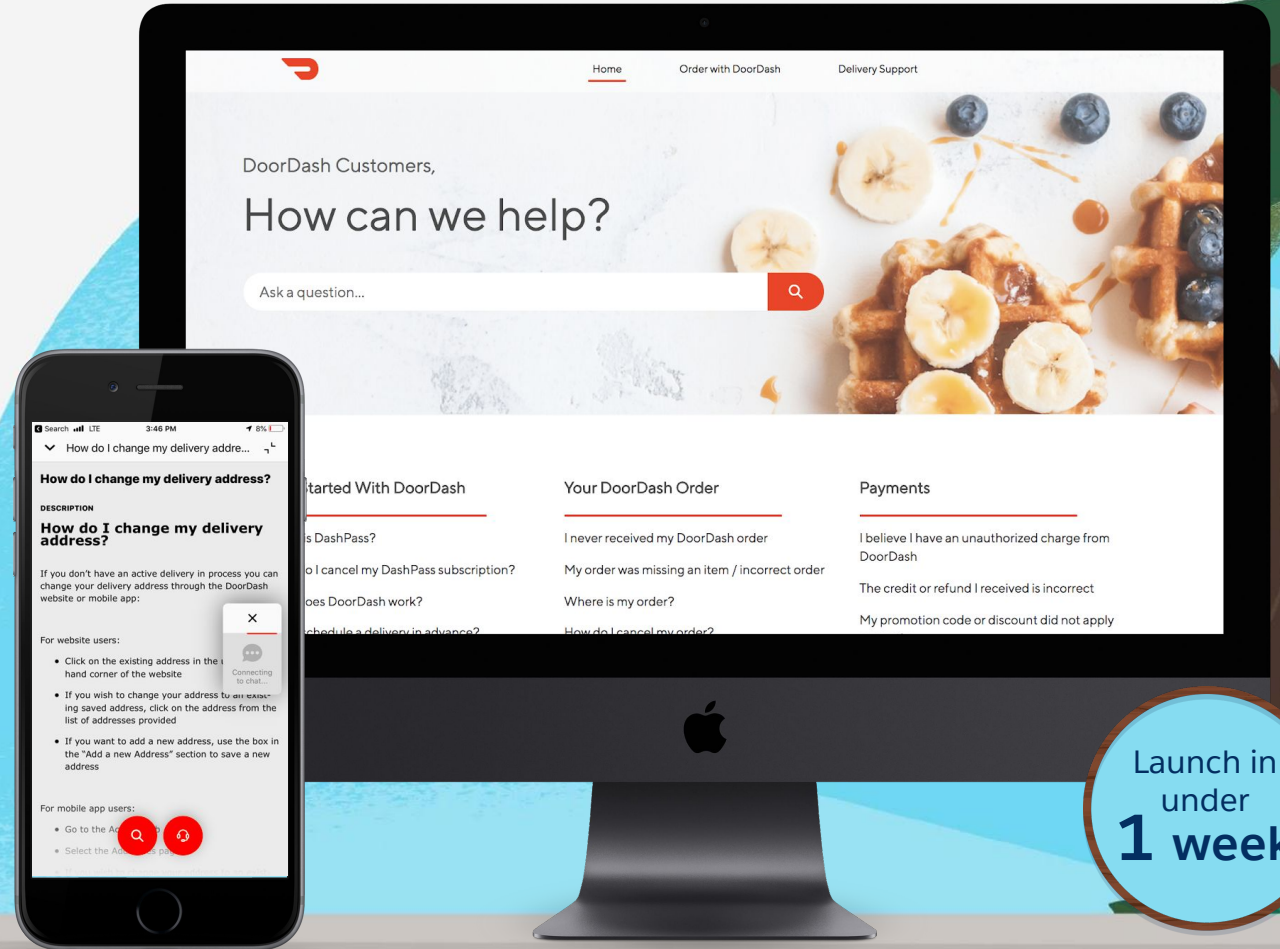 Home Order with DoorDash Delivery Support
DoorDash Customers,
How can we help?
Ask a question...
Started With DoorDash
is DashPass?
o I cancel my DashPass subscription?
oes DoorDash work?
chedule a delivery in advance?
Your DoorDash Order
I never received my DoorDash order
My order was missing an item / incorrect order
Where is my order?
How do I cancel my order?
Payments
I believe I have an unauthorized charge from
DoorDash
The credit or refund I received is incorrect
My promotion code or discount did not apply
Search LTE 3:46 PM 8%
How do I change my delivery addre...
How do I change my delivery address?
DESCRIPTION
How do I change my delivery
address?
If you don't have an active delivery in process you can
change your delivery address through the DoorDash
website or mobile app:
For website users:
• Click on the existing address in the
hand corner of the website
• If you wish to change your address to an exist-
ing saved address, click on the address from the
list of addresses provided
• If you want to add a new address, use the box in
the "Add a new Address" section to save a new
address
Connecting
to chat...
For mobile app users:
• Go to the
• Select the
Launch in
under
1 week